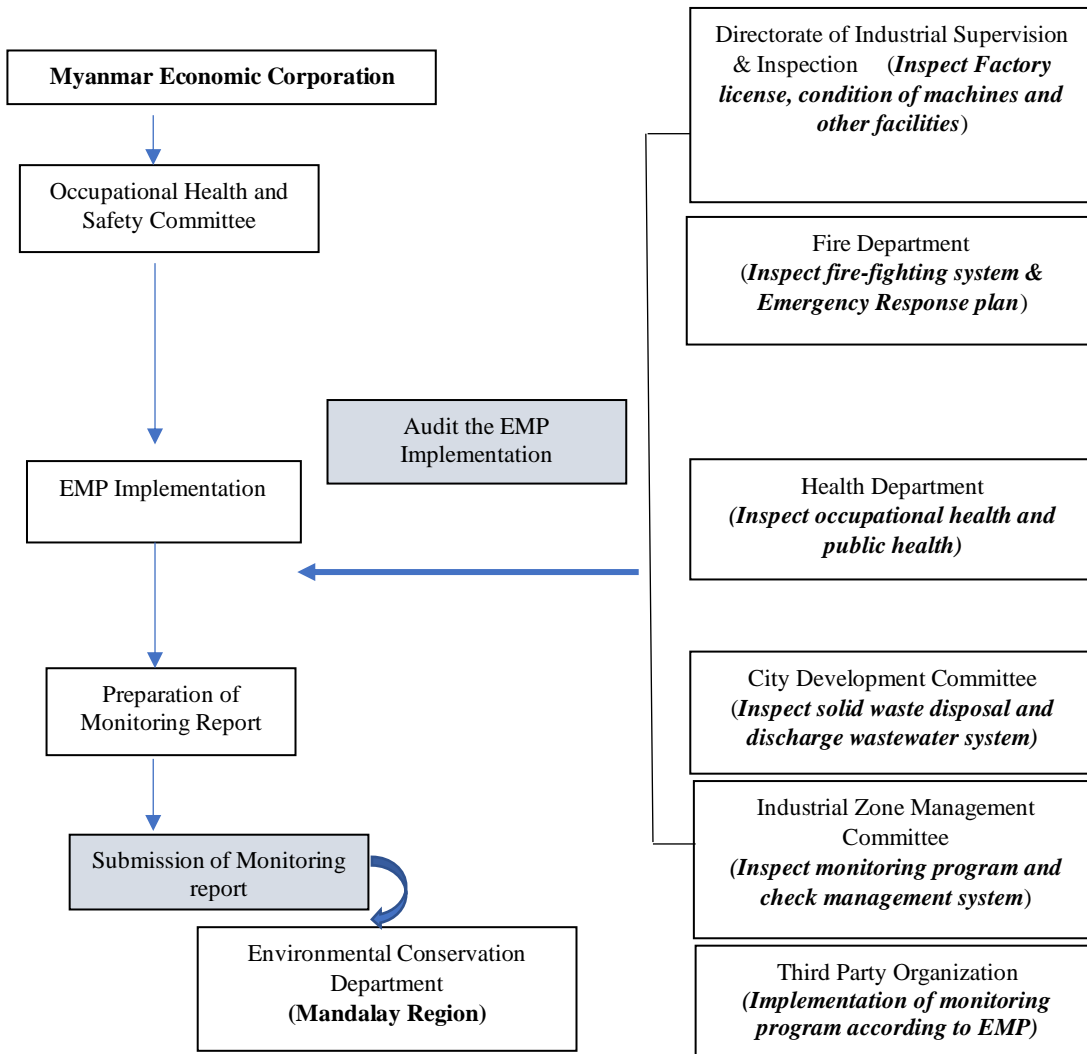 Myanmar Economic Corporation
Occupational Health and
Safety Committee
EMP Implementation
Preparation of
Monitoring Report
Submission of Monitoring
report
Environmental Conservation
Department
(Mandalay Region)
Audit the EMP
Implementation
Directorate of Industrial Supervision
& Inspection (Inspect Factory
license, condition of machines and
other facilities)
Fire Department
(Inspect fire-fighting system &
Emergency Response plan)
Health Department
(Inspect occupational health and
public health)
City Development Committee
(Inspect solid waste disposal and
discharge wastewater system)
Industrial Zone Management
Committee
(Inspect monitoring program and
check management system)
Third Party Organization
(Implementation of monitoring
program according to EMP)